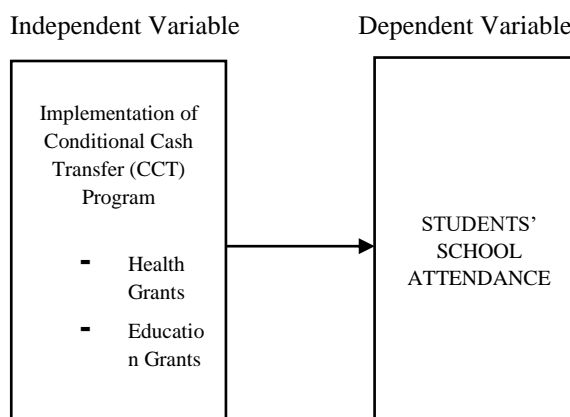 Independent Variable
Dependent Variable
Implementation of
Conditional Cash
Transfer (CCT)
Program
- Health
Grants
- Educatio
n Grants
STUDENTS’
SCHOOL
ATTENDANCE